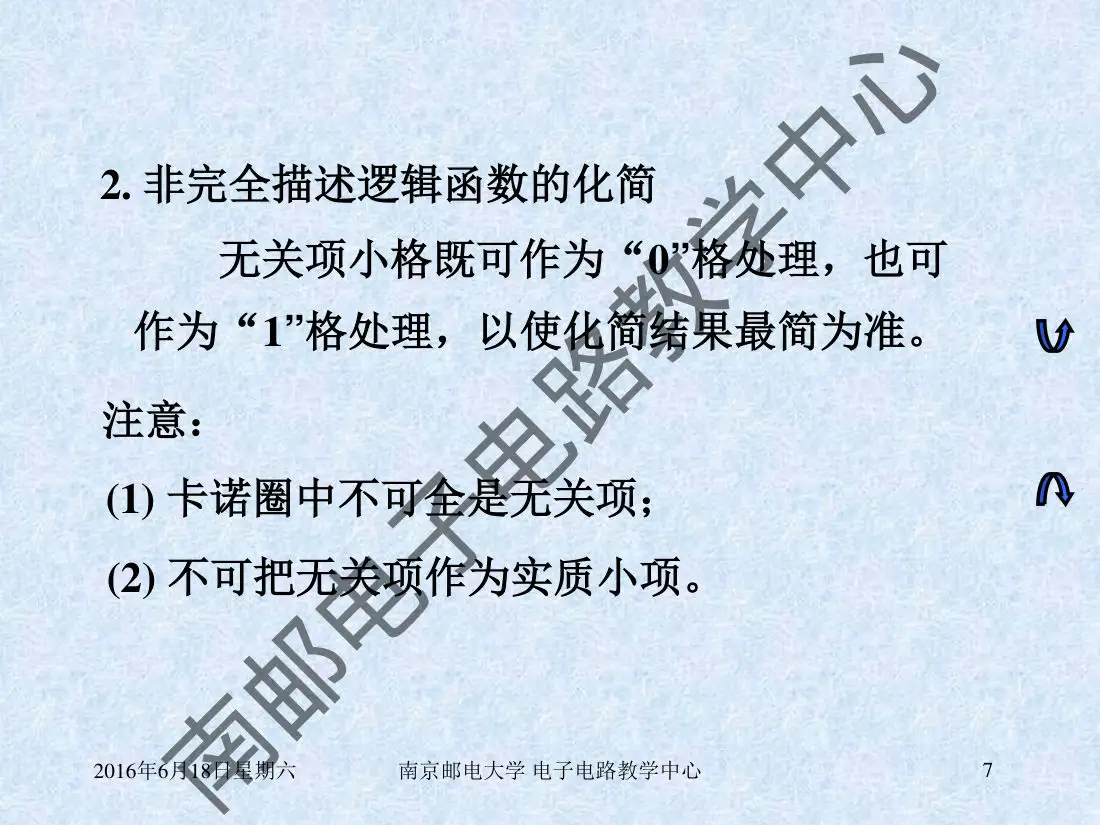 2. 非完全描述逻辑函数的化简
无关项小格既可作为“0”格处理，也可
作为“1”格处理，以使化简结果最简为准。
注意：
(1) 卡诺圈中不可全是无关项；
(2) 不可把无关项作为实质小项。
南邮电子电路教学中心
2016年6月18日星期六
南京邮电大学 电子电路教学中心
7